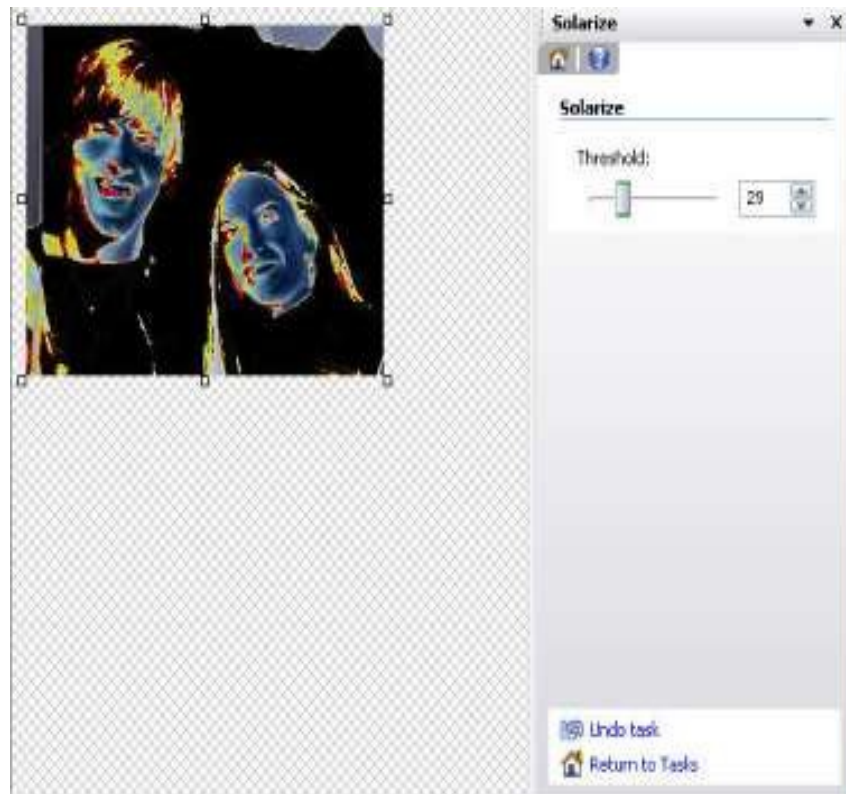 Solarize
Solarize
Threshold:
29
Undo task
Return to Tasks